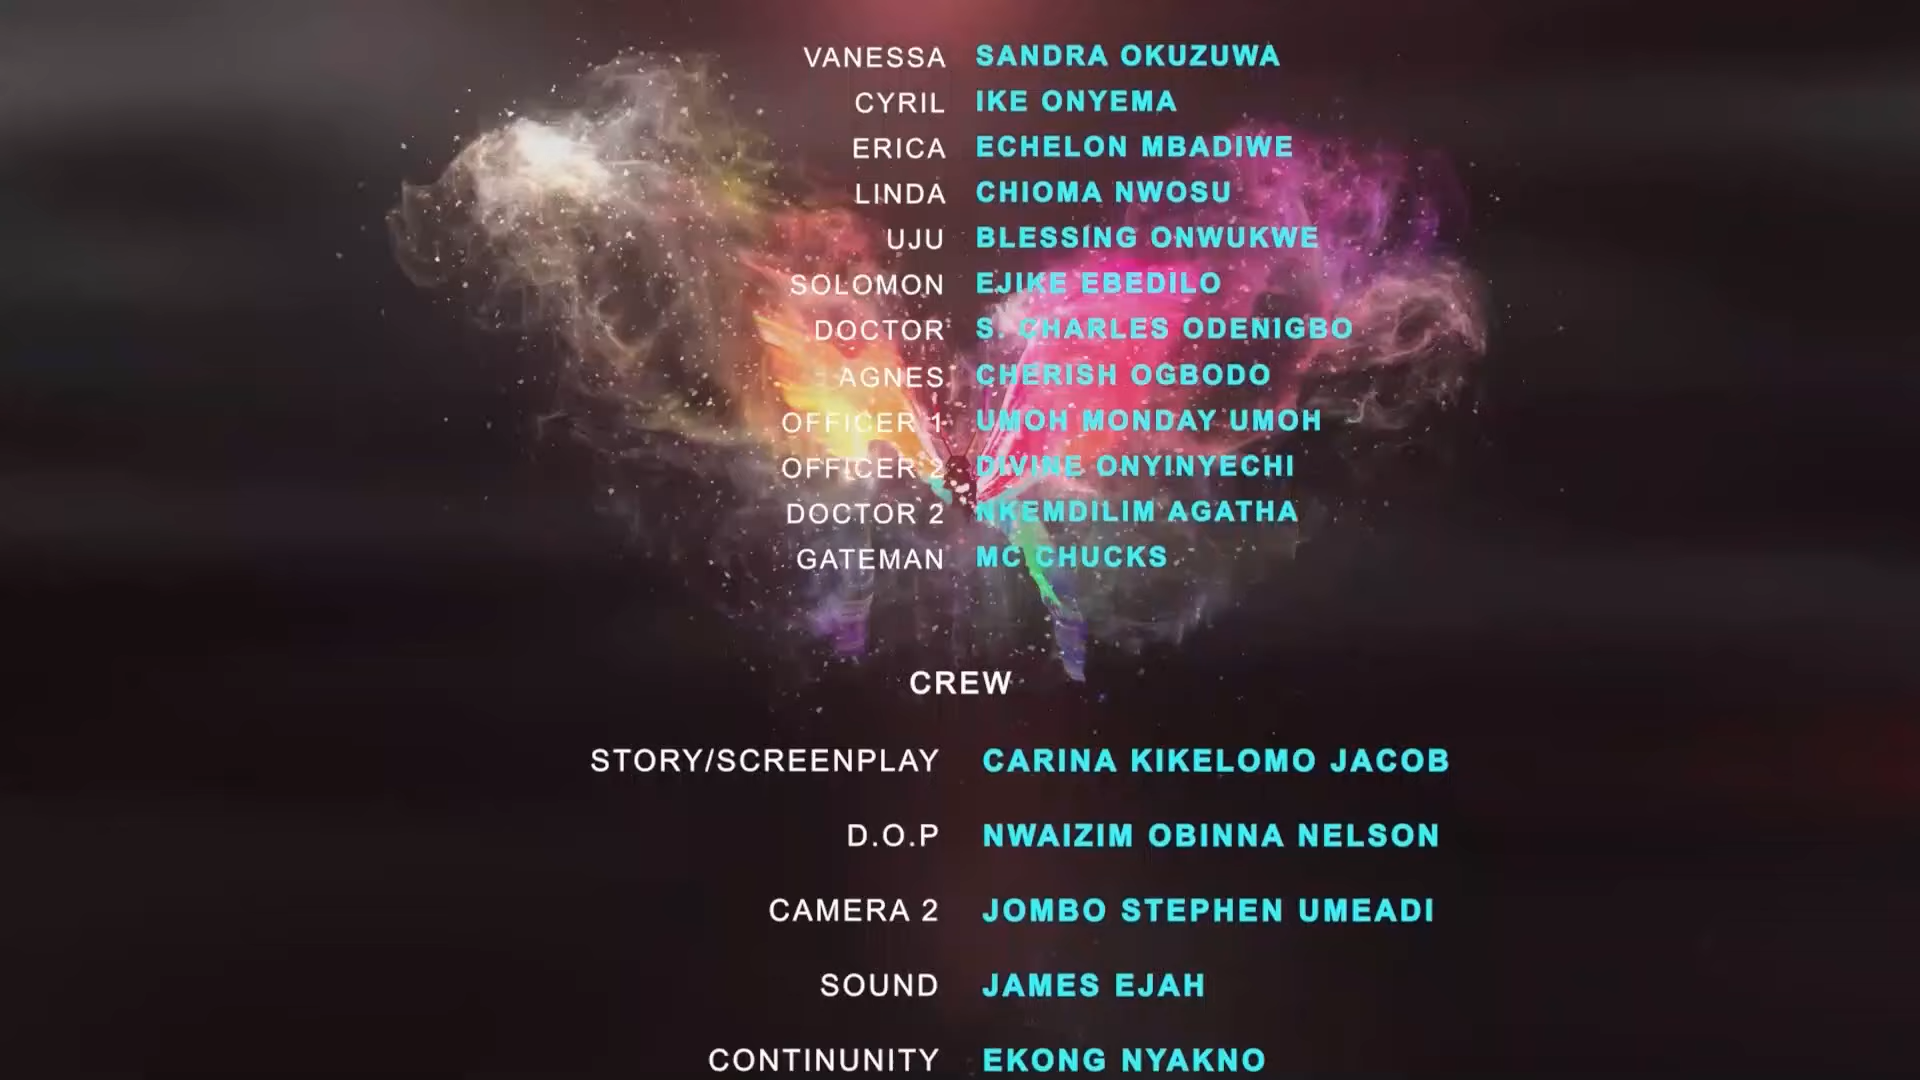 VANESSA SANDRA OKUZUWA
CYRIL IKE ONYEMA
ERICA ECHELON MBADIWE
LINDA CHIOMA NWOSU
UJU BLESSING ONWUKWE
SOLOMON EJIKE EBEDILO
DOCTOR S. CHARLES ODENIGBO
AGNES CHERISH OGBODO
OFFICER 1 UMOH MONDAY UMOH
OFFICER 2 DIVINE ONYINYECHI
DOCTOR 2 NKEMDILIM AGATHA
GATEMAN MC CHUCKS
CREW
STORY/SCREENPLAY CARINA KIKELOMO JACOB
D.O.P NWAIZIM OBINNA NELSON
CAMERA 2 JOMBO STEPHEN UMEADI
SOUND JAMES EJAH
CONTINUNITY EKONG NYAKNO